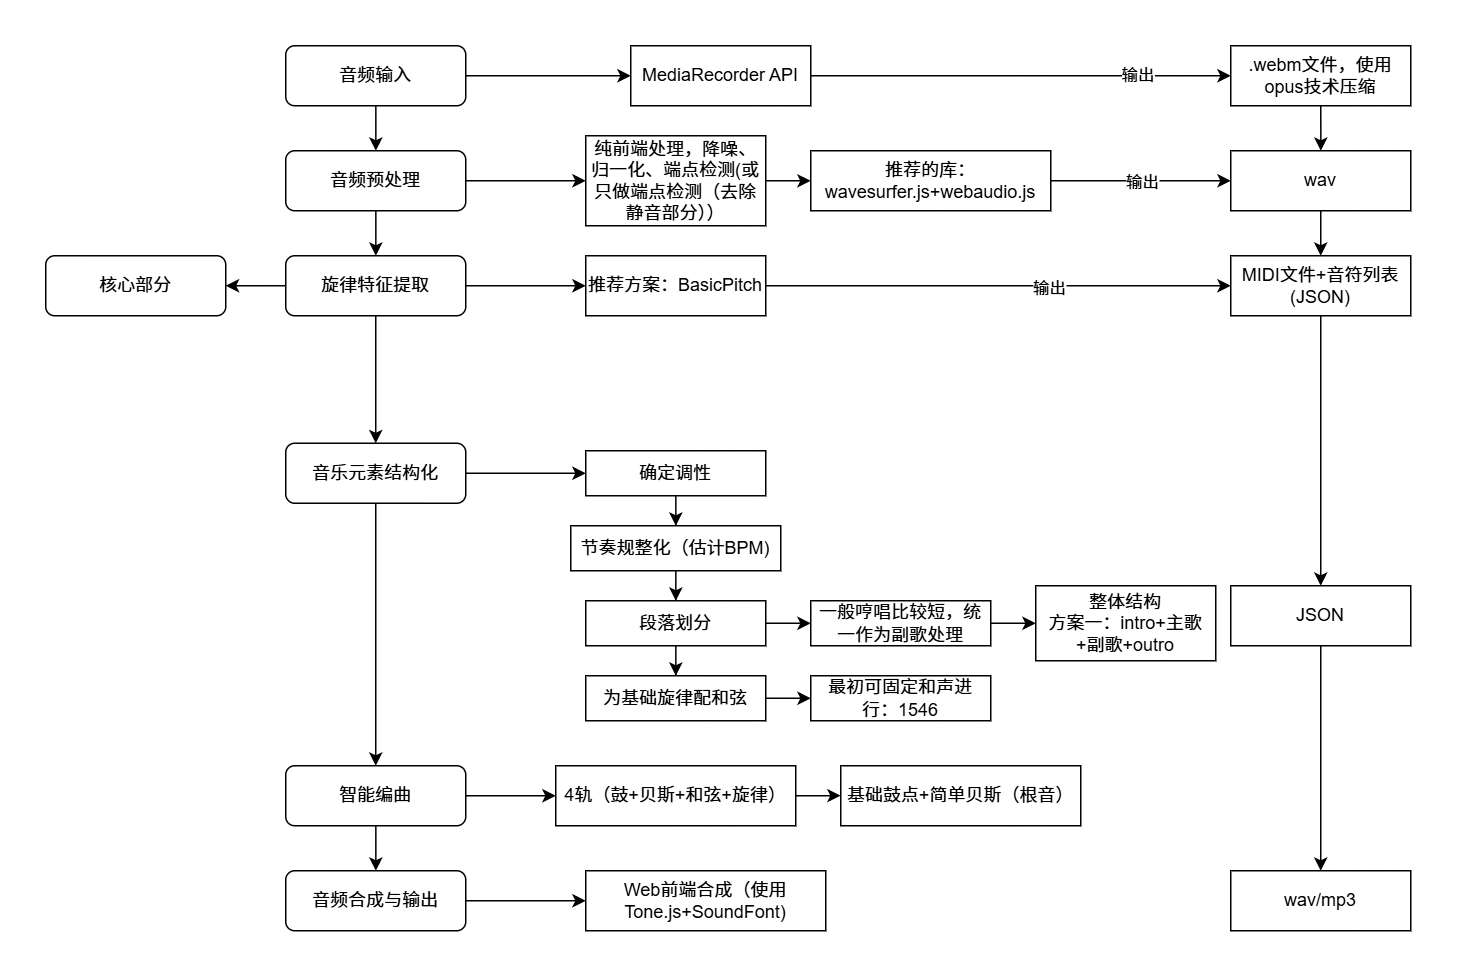 音频输入
MediaRecorder API
输出
.webm文件，使用
opus技术压缩
音频预处理
纯前端处理，降噪、
归一化、端点检测(或
只做端点检测（去除
静音部分））
推荐的库：
wavesurfer.js+webaudio.js
输出
wav
核心部分
旋律特征提取
推荐方案：BasicPitch
输出
MIDI文件+音符列表
(JSON)
音乐元素结构化
确定调性
节奏规整化（估计BPM)
段落划分
一般哼唱比较短，统
一作为副歌处理
整体结构
方案一：intro+主歌
+副歌+outro
JSON
为基础旋律配和弦
最初可固定和声进
行：1546
智能编曲
4轨（鼓+贝斯+和弦+旋律）
基础鼓点+简单贝斯（根音）
音频合成与输出
Web前端合成（使用
Tone.js+SoundFont)
wav/mp3